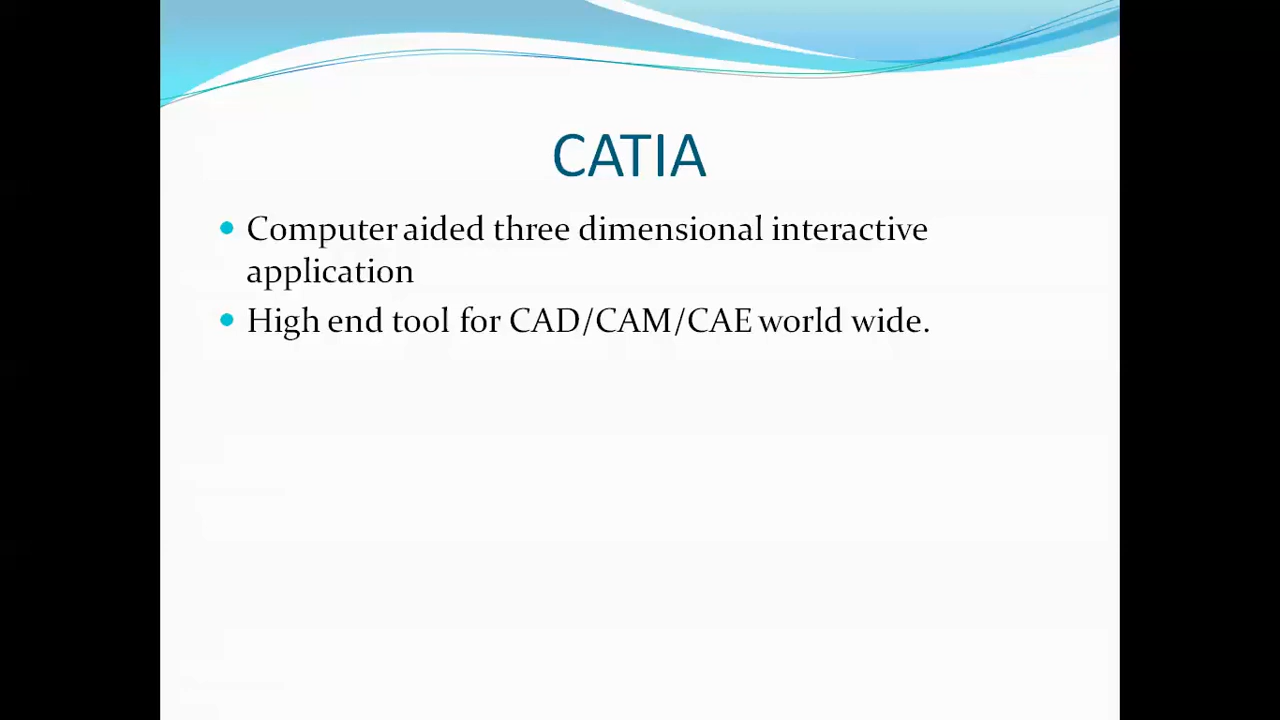 CATIA
Computer aided three dimensional interactive
application
High end tool for CAD/CAM/CAE world wide.